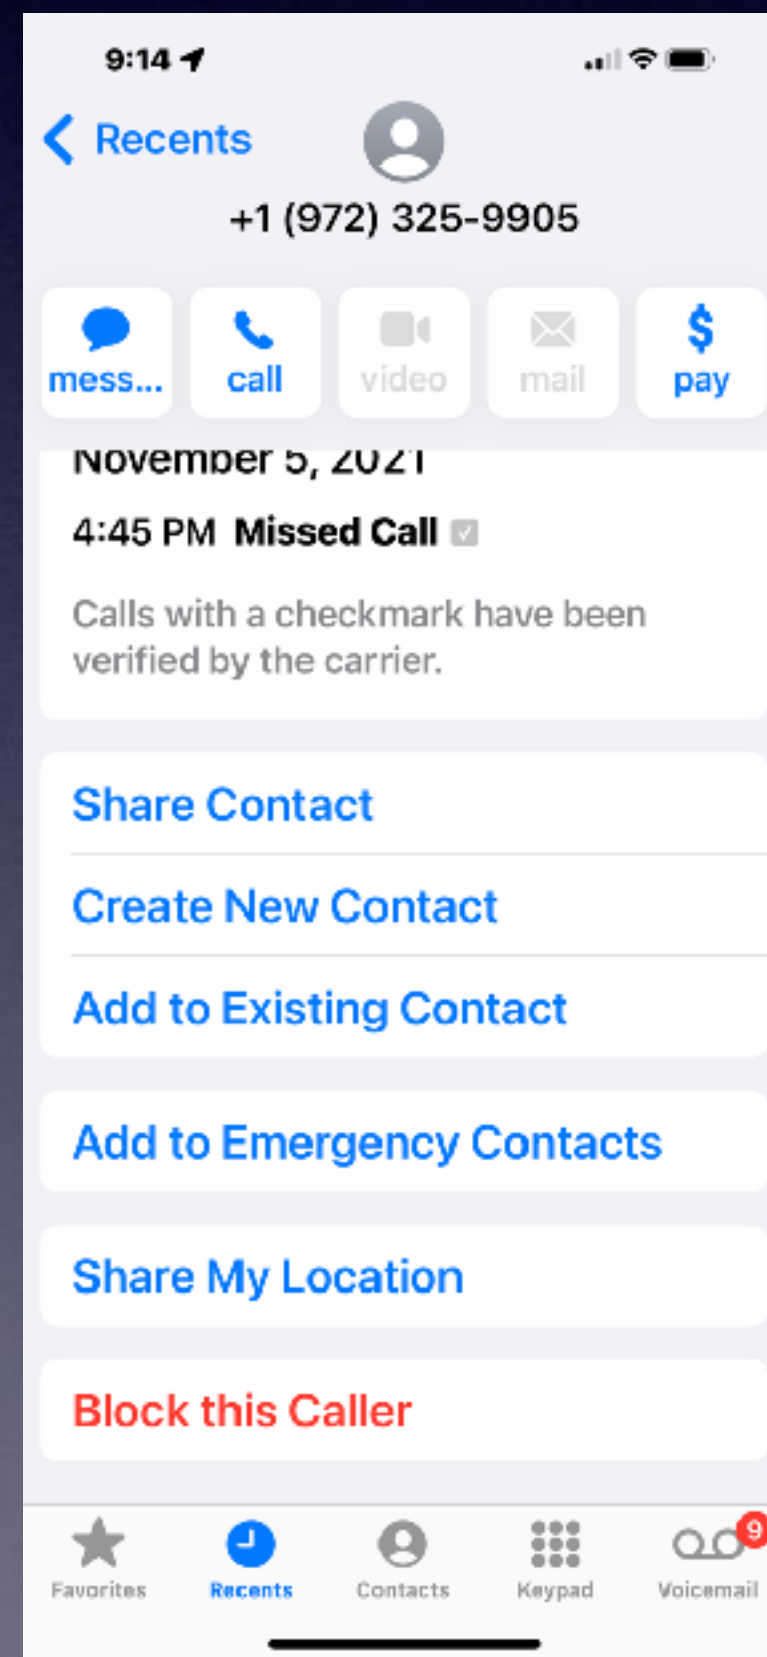 9:14
Recents
+1 (972) 325-9905
mess...
call
video
mail
$
pay
November 5, 2021
4:45 PM Missed Call
Calls with a checkmark have been
verified by the carrier.
Share Contact
Create New Contact
Add to Existing Contact
Add to Emergency Contacts
Share My Location
Block this Caller
9
Favorites
Recents
Contacts
Keypad
Voicemail